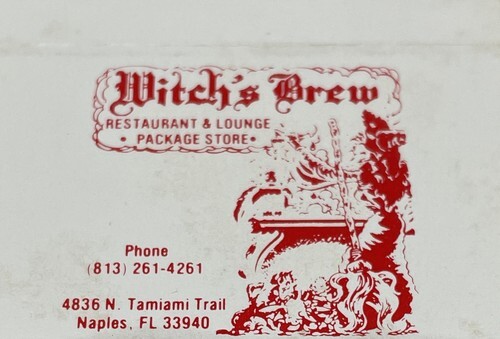 Witch's Brew
RESTAURANT & LOUNGE
• PACKAGE STORE •
Phone
(813) 261-4261
4836 N. Tamiami Trail
Naples, FL 33940